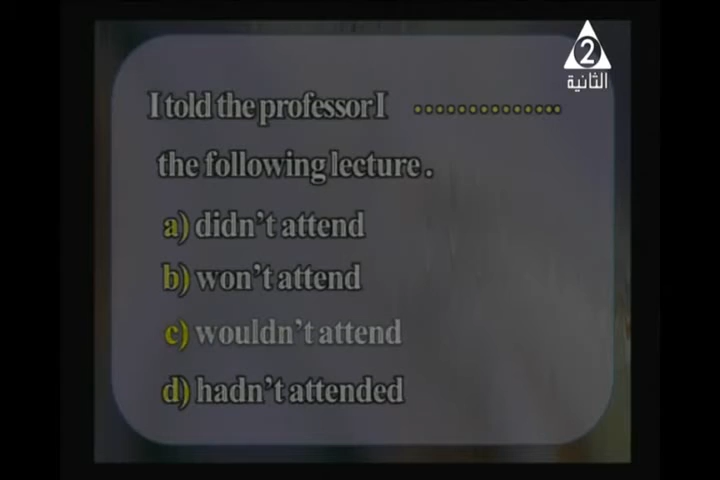 2
الثانية
I told the professor I ..............
the following lecture.
a) didn't attend
b) won't attend
c) wouldn't attend
d) hadn't attended